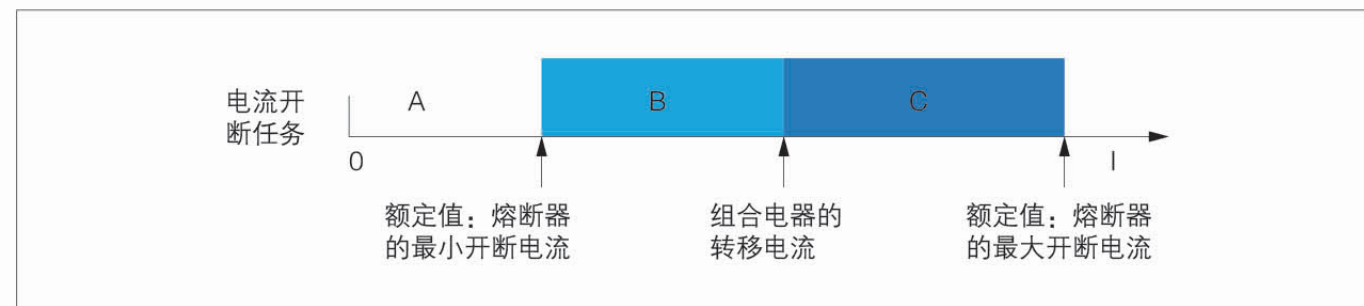 电流开
断任务
A
B
C
0
I
额定值：熔断器
的最小开断电流
组合电器的
转移电流
额定值：熔断器
的最大开断电流